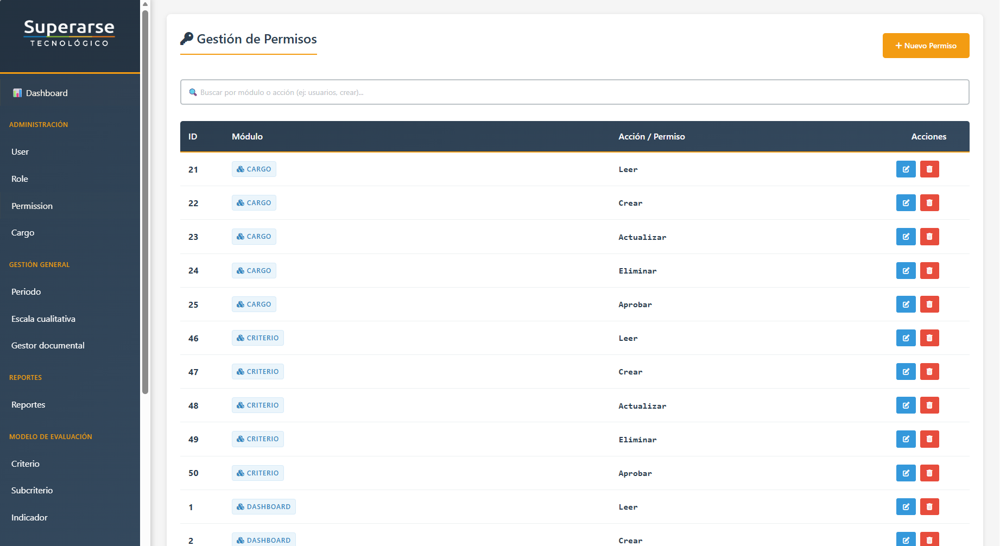 Superarse
TECNOLÓGICO
Dashboard
ADMINISTRACIÓN
User
Role
Permission
Cargo
GESTIÓN GENERAL
Periodo
Escala cualitativa
Gestor documental
REPORTES
Reportes
MODELO DE EVALUACIÓN
Criterio
Subcriterio
Indicador
Gestión de Permisos
+ Nuevo Permiso
Buscar por módulo o acción (ej: usuarios, crear)...
ID Módulo Acción / Permiso Acciones
21 CARGO Leer
22 CARGO Crear
23 CARGO Actualizar
24 CARGO Eliminar
25 CARGO Aprobar
46 CRITERIO Leer
47 CRITERIO Crear
48 CRITERIO Actualizar
49 CRITERIO Eliminar
50 CRITERIO Aprobar
1 DASHBOARD Leer
2 DASHBOARD Crear